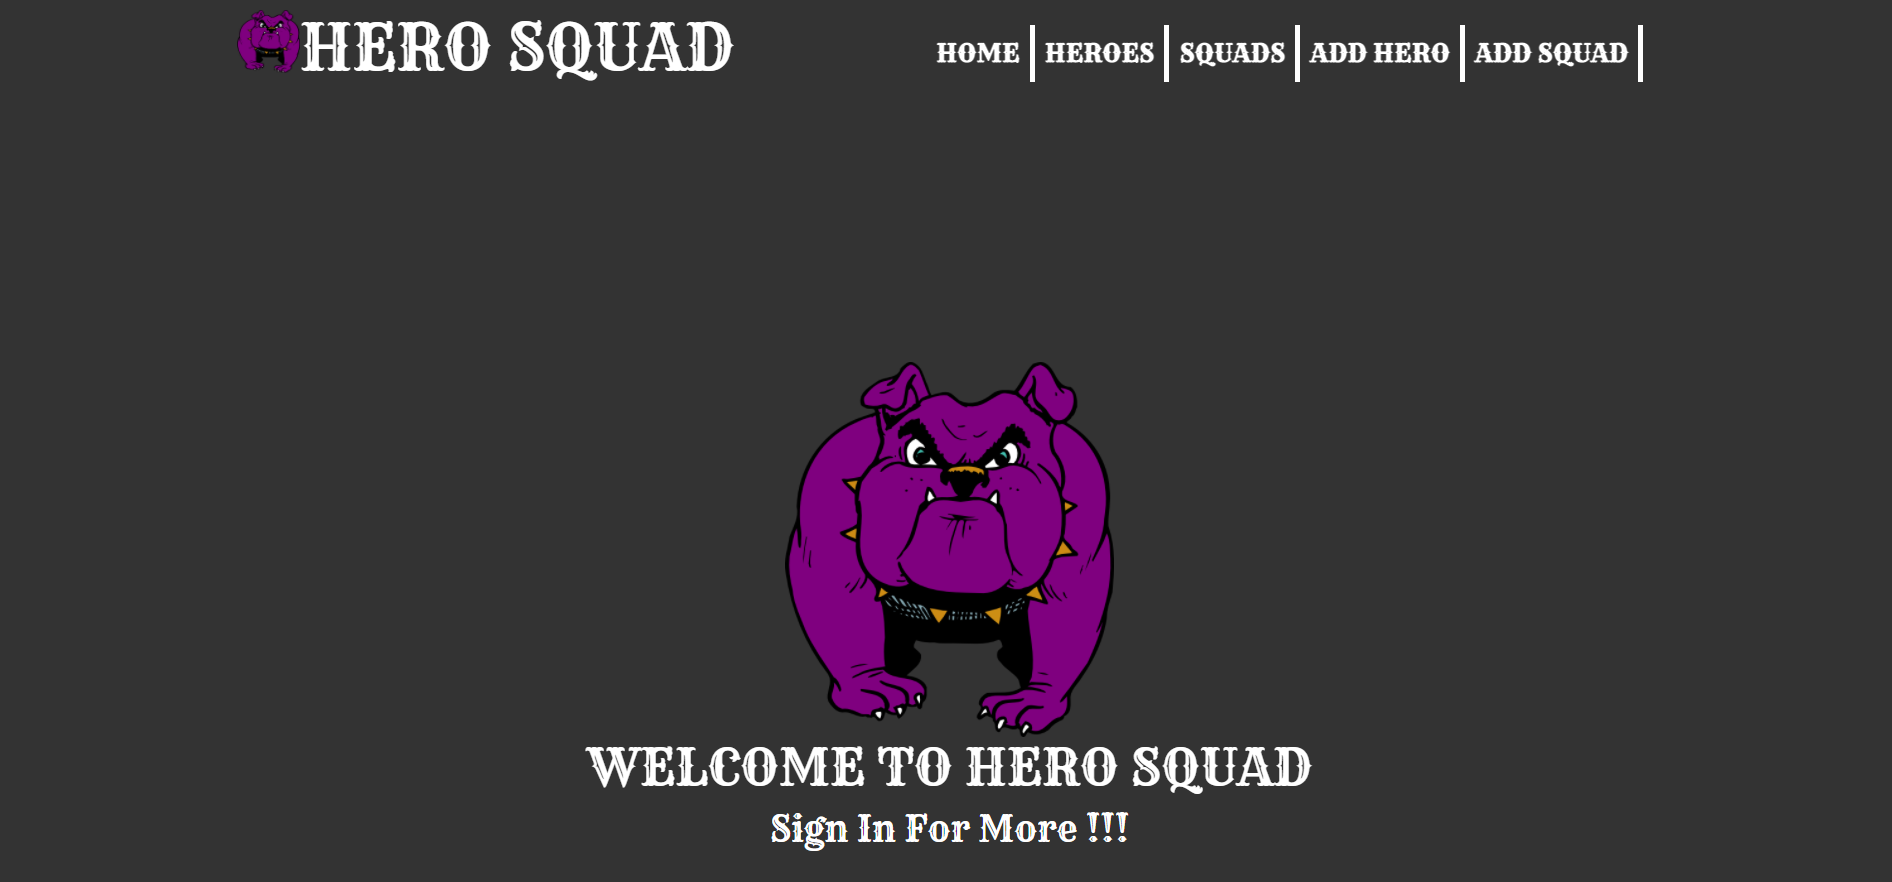 HERO SQUAD
HOME HEROES SQUADS ADD HERO ADD SQUAD
WELCOME TO HERO SQUAD
Sign In For More !!!